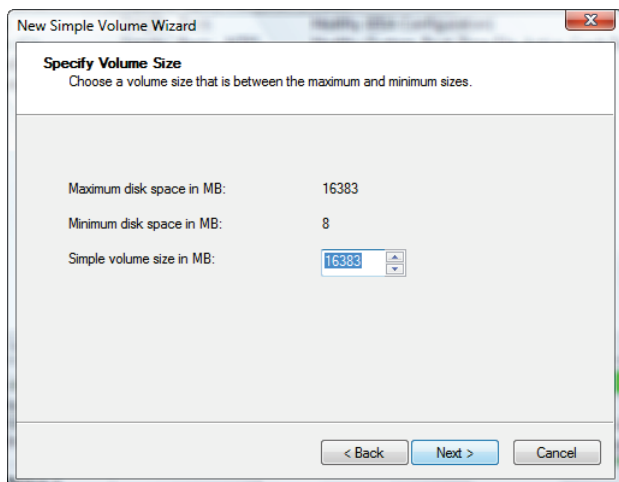 New Simple Volume Wizard
Specify Volume Size
Choose a volume size that is between the maximum and minimum sizes.
Maximum disk space in MB: 16383
Minimum disk space in MB: 8
Simple volume size in MB: 16383
< Back Next > Cancel